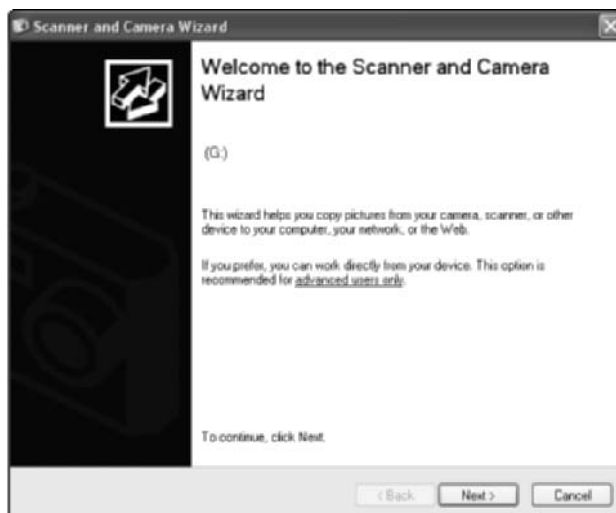 Scanner and Camera Wizard
Welcome to the Scanner and Camera
Wizard
(G:)
This wizard helps you copy pictures from your camera, scanner, or other
device to your computer, your network, or the Web.
If you prefer, you can work directly from your device. This option is
recommended for advanced users only.
To continue, click Next.
< Back
Next >
Cancel